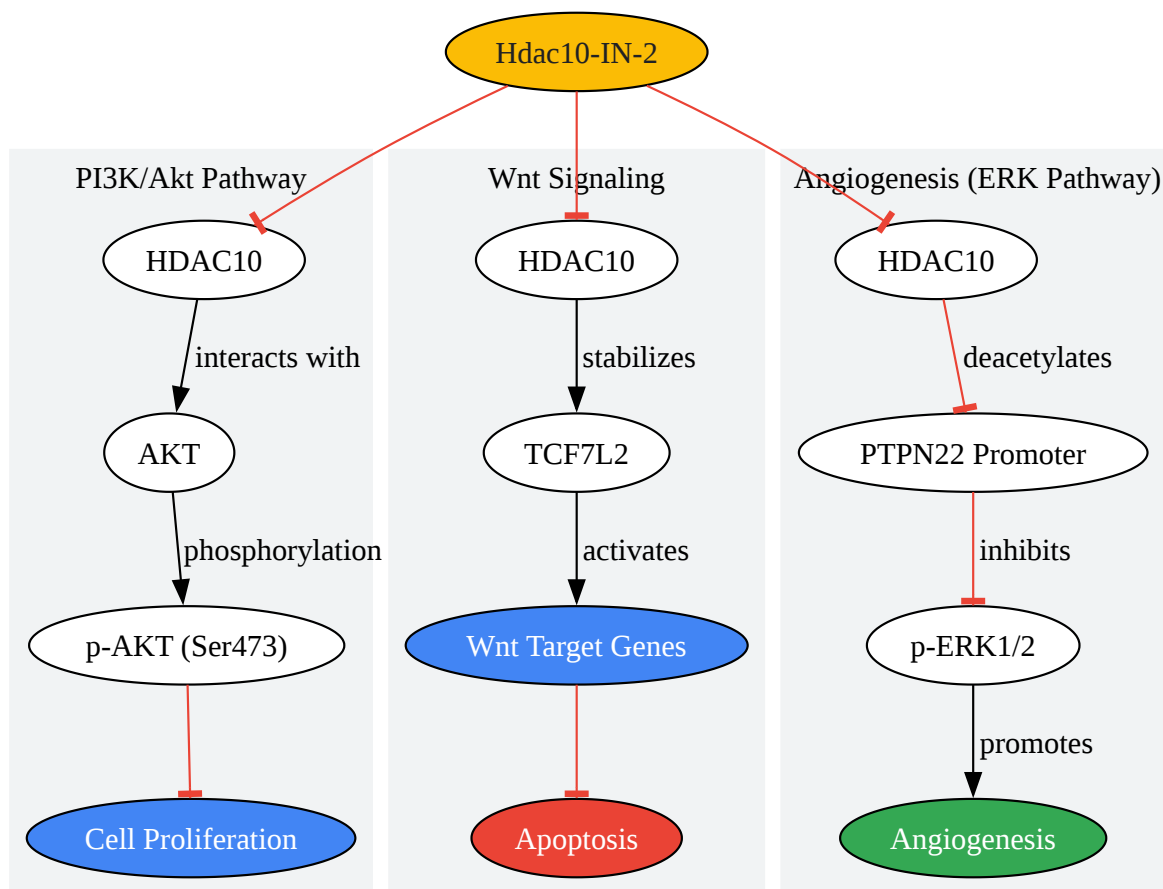 Hdac10-IN-2
PI3K/Akt Pathway
HDAC10
interacts with
AKT
phosphorylation
p-AKT (Ser473)
Cell Proliferation
Wnt Signaling
HDAC10
stabilizes
TCF7L2
activates
Wnt Target Genes
Apoptosis
Angiogenesis (ERK Pathway)
HDAC10
deacetylates
PTPN22 Promoter
inhibits
p-ERK1/2
promotes
Angiogenesis